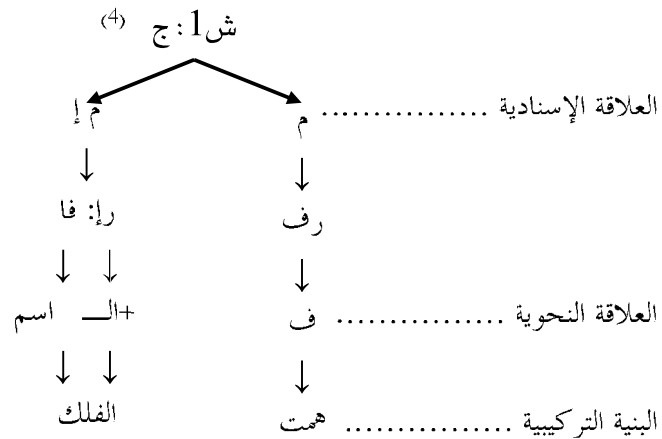 ش1: ج (4)
العلاقة الإسنادية ................ م م إ
رف رإ: فا
العلاقة النحوية ................ ف +الـ اسم
البنية التركيبية ................ همت الفلك